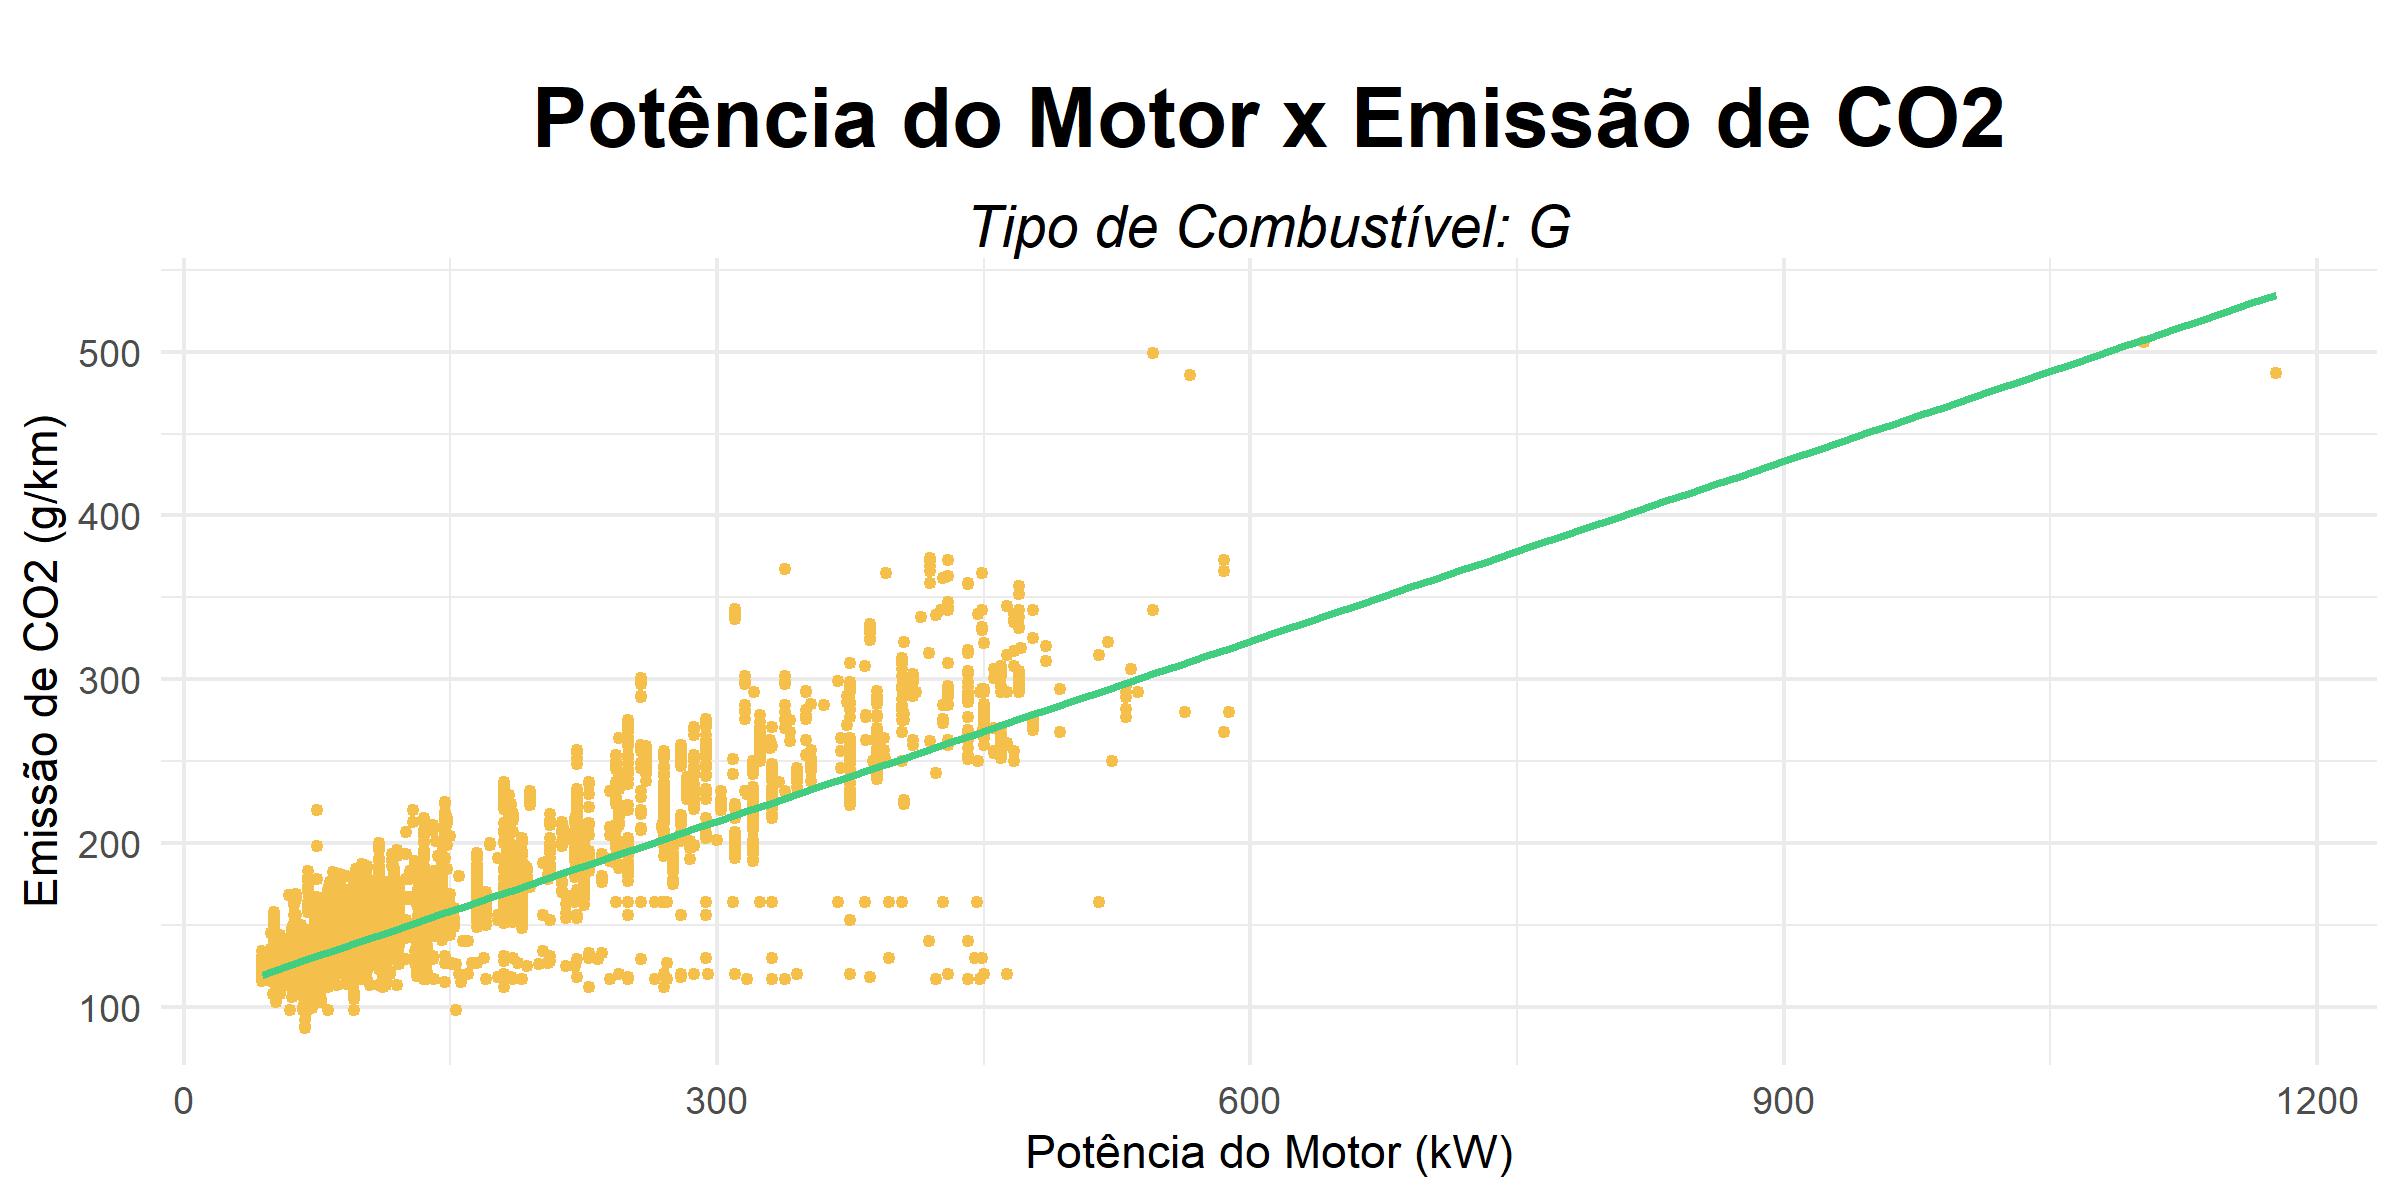 Potência do Motor x Emissão de CO2
Tipo de Combustível: G
Emissão de CO2 (g/km)
500
400
300
200
100
0 300 600 900 1200
Potência do Motor (kW)